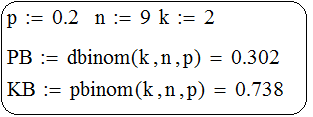 p := 0.2 n := 9 k := 2
PB := dbinom(k,n,p) = 0.302
KB := pbinom(k,n,p) = 0.738